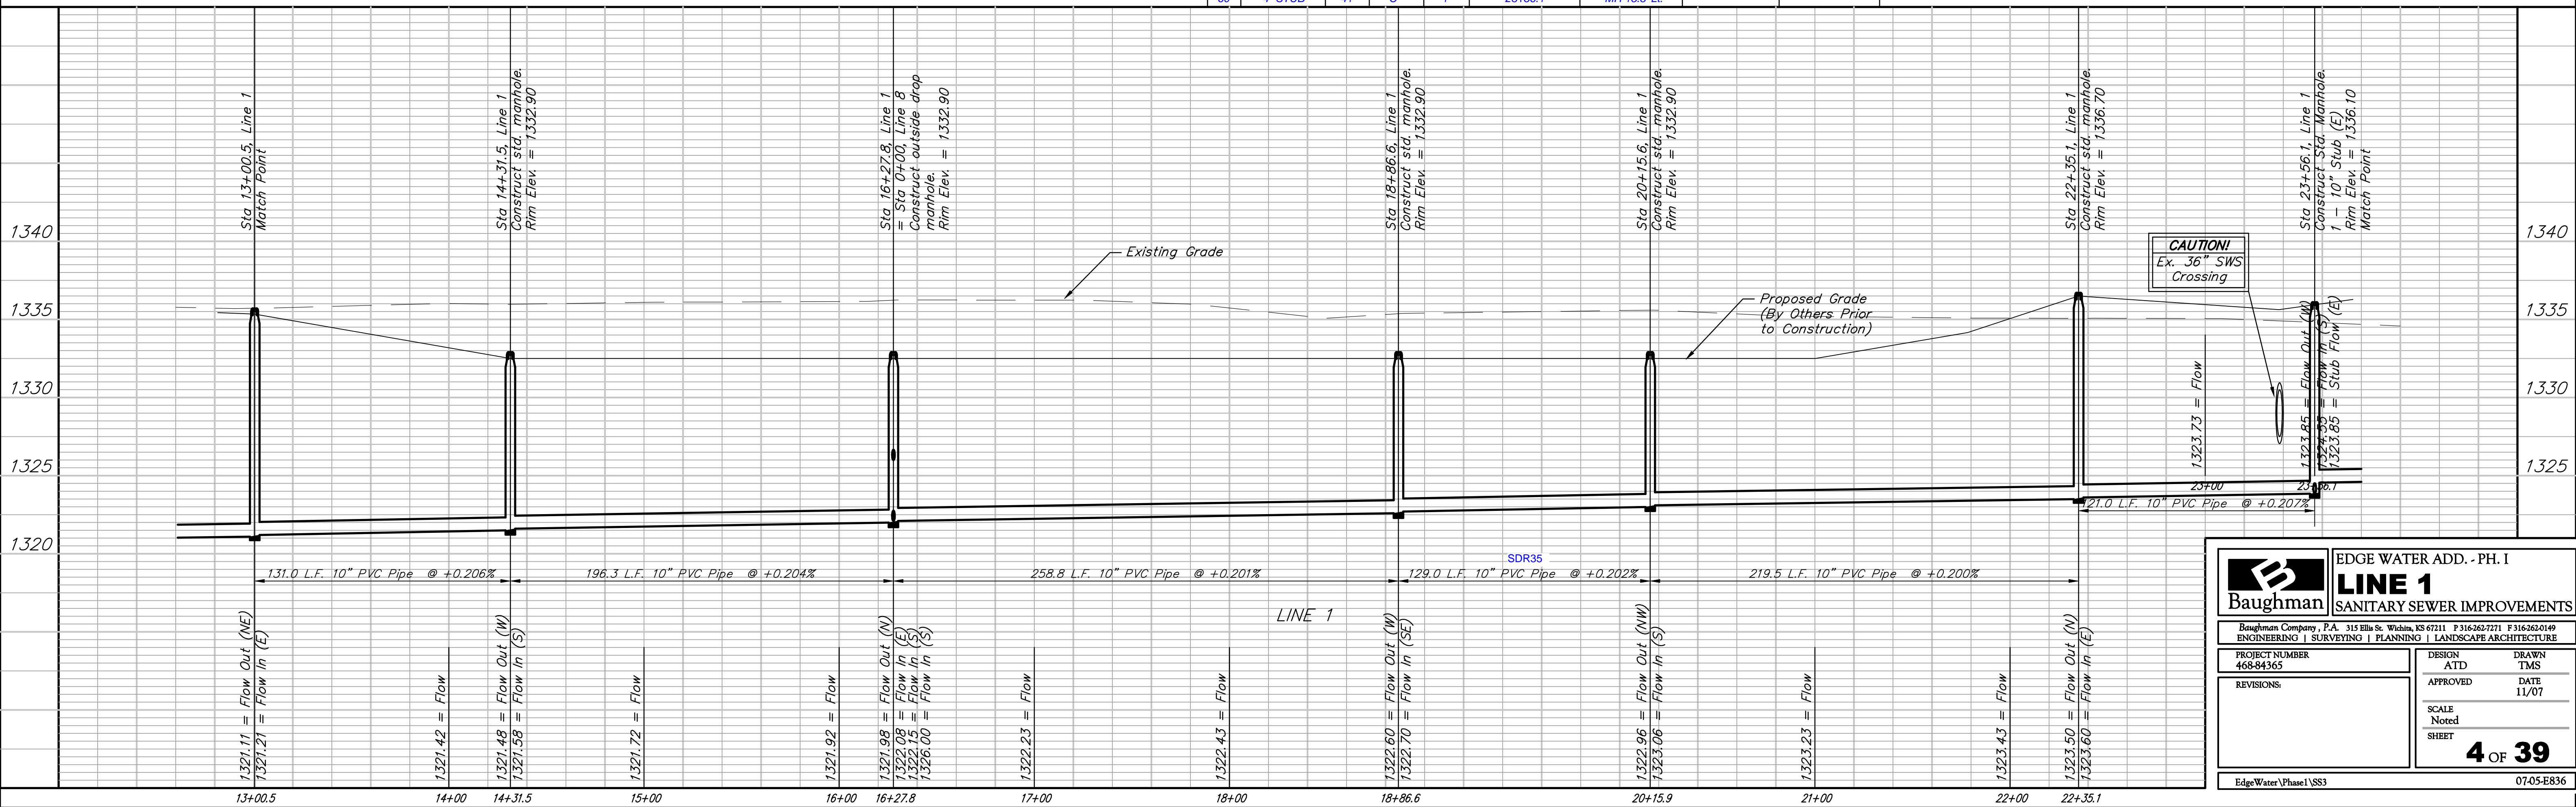 Sta 13+00.5, Line 1
Match Point
Sta 14+31.5, Line 1
Construct std. manhole.
Rim Elev. = 1332.90
Sta 16+27.8, Line 1
= Sta 0+00, Line 8
Construct outside drop
manhole.
Rim Elev. = 1332.90
Sta 18+86.6, Line 1
Construct std. manhole.
Rim Elev. = 1332.90
Sta 20+15.6, Line 1
Construct std. manhole.
Rim Elev. = 1332.90
Sta 22+35.1, Line 1
Construct std. manhole.
Rim Elev. = 1336.70
Sta 23+56.1, Line 1
Construct Std. Manhole.
1 - 10" Stub (E)
Rim Elev. = 1336.10
Match Point
1340
1335
1330
1325
1320
1340
1335
1330
1325
Existing Grade
Proposed Grade
(By Others Prior
to Construction)
CAUTION!
Ex. 36" SWS
Crossing
1323.73 = Flow
1323.85 = Flow Out (W)
= Flow In (S)
1323.85 = Stub Flow (E)
23+00
121.0 L.F. 10" PVC Pipe @ +0.207%
SDR35
131.0 L.F. 10" PVC Pipe @ +0.206%
196.3 L.F. 10" PVC Pipe @ +0.204%
258.8 L.F. 10" PVC Pipe @ +0.201%
129.0 L.F. 10" PVC Pipe @ +0.202%
219.5 L.F. 10" PVC Pipe @ +0.200%
LINE 1
1321.11 = Flow Out (NE)
1321.21 = Flow In (E)
1321.42 = Flow
1321.48 = Flow Out (W)
1321.58 = Flow In (S)
1321.72 = Flow
1321.92 = Flow
1321.98 = Flow Out (N)
1322.08 = Flow In (E)
1322.15 = Flow In (S)
1326.00 = Flow In (S)
1322.23 = Flow
1322.43 = Flow
1322.60 = Flow Out (W)
1322.70 = Flow In (SE)
1322.96 = Flow Out (NW)
1323.06 = Flow In (S)
1323.23 = Flow
1323.43 = Flow
1323.50 = Flow Out (N)
1323.60 = Flow In (E)
13+00.5
14+00
14+31.5
15+00
16+00
16+27.8
17+00
18+00
18+86.6
20+15.9
21+00
22+00
22+35.1
B
Baughman
EDGE WATER ADD. - PH. I
LINE 1
SANITARY SEWER IMPROVEMENTS
Baughman Company, P.A. 315 Ellis St. Wichita, KS 67211 P 316-262-7271 F 316-262-0149
ENGINEERING | SURVEYING | PLANNING | LANDSCAPE ARCHITECTURE
PROJECT NUMBER
468-84365
DESIGN
ATD
DRAWN
TMS
REVISIONS:
APPROVED
DATE
11/07
SCALE
Noted
SHEET
4 OF 39
EdgeWater\Phase1\SS3
07-05-E836